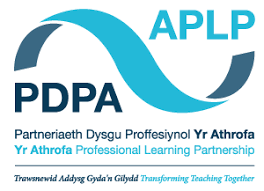 APLP
PDPA
Partneriaeth Dysgu Proffesiynol Yr Athrofa
Yr Athrofa Professional Learning Partnership
Trawsnewid Addysg Gyda'n Gilydd Transforming Teaching Together